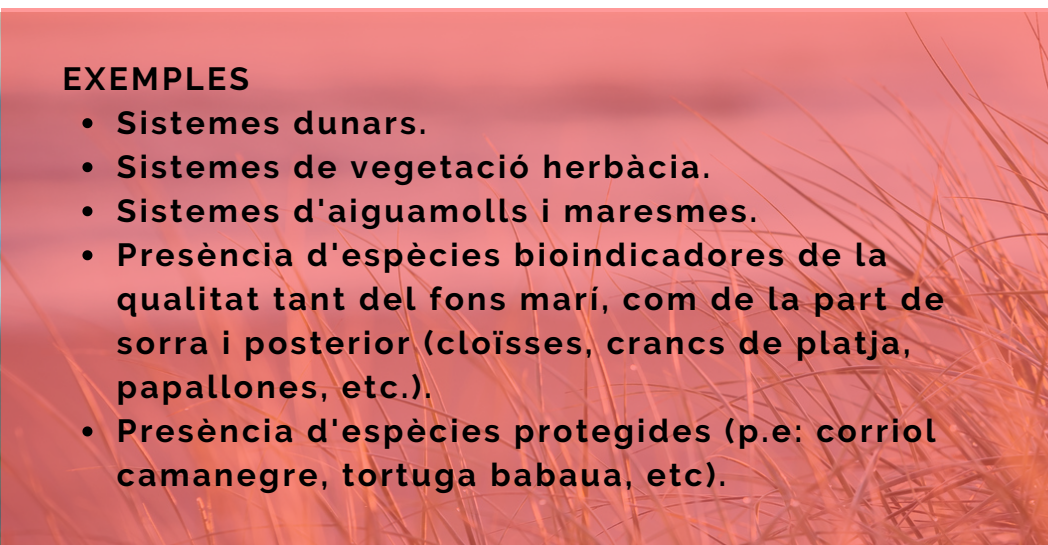 EXEMPLES
• Sistemes dunars.
• Sistemes de vegetació herbàcia.
• Sistemes d'aiguamolls i maresmes.
• Presència d'espècies bioindicadores de la
qualitat tant del fons marí, com de la part de
sorra i posterior (cloïsses, crancs de platja,
papallones, etc.).
• Presència d'espècies protegides (p.e: corriol
camanegre, tortuga babaua, etc).